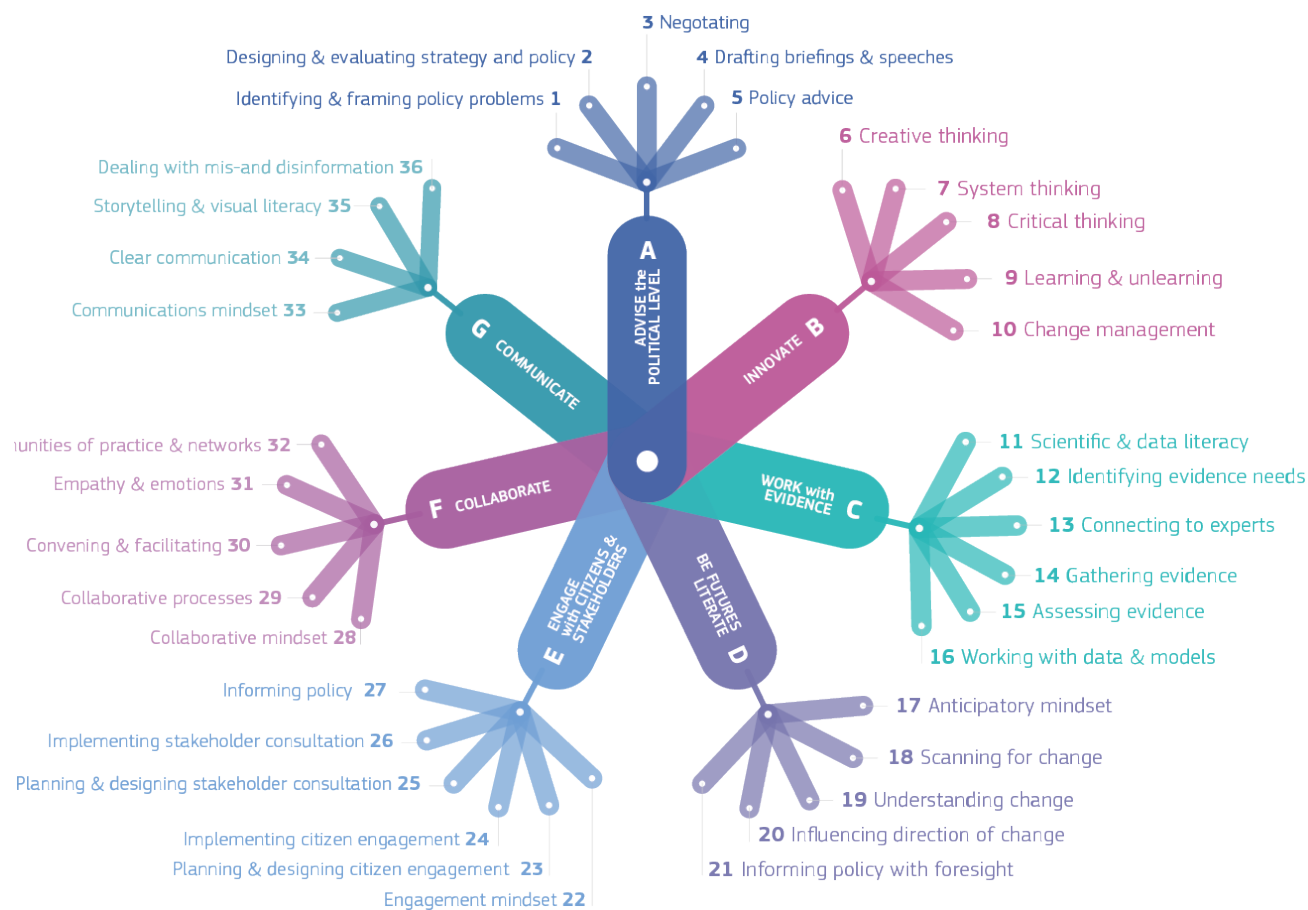 3 Negotating
Designing & evaluating strategy and policy 2
4 Drafting briefings & speeches
Identifying & framing policy problems 1
5 Policy advice
A
ADVISE the
POLITICAL LEVEL
6 Creative thinking
7 System thinking
8 Critical thinking
9 Learning & unlearning
10 Change management
B
INNOVATE
11 Scientific & data literacy
12 Identifying evidence needs
13 Connecting to experts
14 Gathering evidence
15 Assessing evidence
16 Working with data & models
WORK with
EVIDENCE
C
17 Anticipatory mindset
18 Scanning for change
19 Understanding change
20 Influencing direction of change
21 Informing policy with foresight
BE FUTURES
LITERATE
D
ENGAGE
with CITIZENS &
STAKEHOLDERS
E
Informing policy 27
Implementing stakeholder consultation 26
Planning & designing stakeholder consultation 25
Implementing citizen engagement 24
Planning & designing citizen engagement 23
Engagement mindset 22
F
COLLABORATE
of practice & networks 32
Empathy & emotions 31
Convening & facilitating 30
Collaborative processes 29
Collaborative mindset 28
G
COMMUNICATE
Dealing with mis-and disinformation 36
Storytelling & visual literacy 35
Clear communication 34
Communications mindset 33